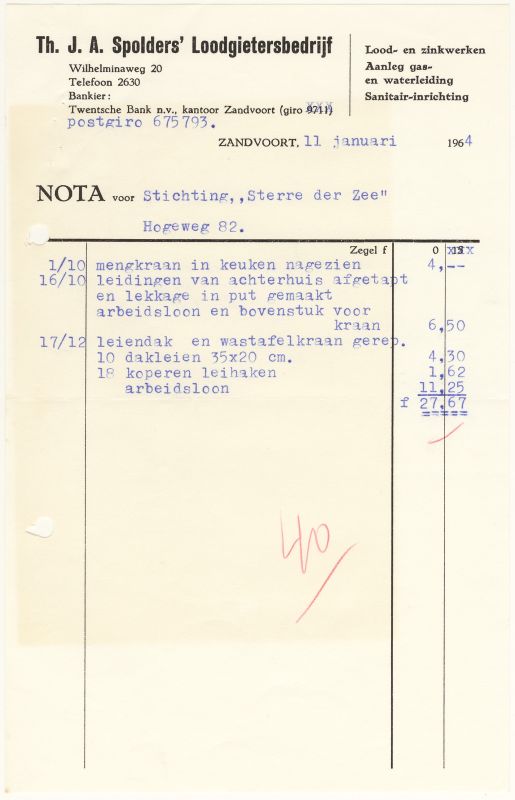 Th. J. A. Spolders' Loodgietersbedrijf
Wilhelminaweg 20
Telefoon 2630
Bankier:
Twentsche Bank n.v., kantoor Zandvoort (giro 9711)
postgiro 675793.
Lood- en zinkwerken
Aanleg gas-
en waterleiding
Sanitair-inrichting
ZANDVOORT, 11 januari 1964
NOTA voor Stichting,,Sterre der Zee"
Hogeweg 82.
Zegel f 0 xxx
1/10 mengkraan in keuken nagezien 4,--
16/10 leidingen van achterhuis afgetapt
en lekkage in put gemaakt
arbeidsloon en bovenstuk voor
kraan 6,50
17/12 leiendak en wastafelkraan gerep.
10 dakleien 35x20 cm. 4,30
18 koperen leihaken 1,62
arbeidsloon 11,25
f 27,67
40